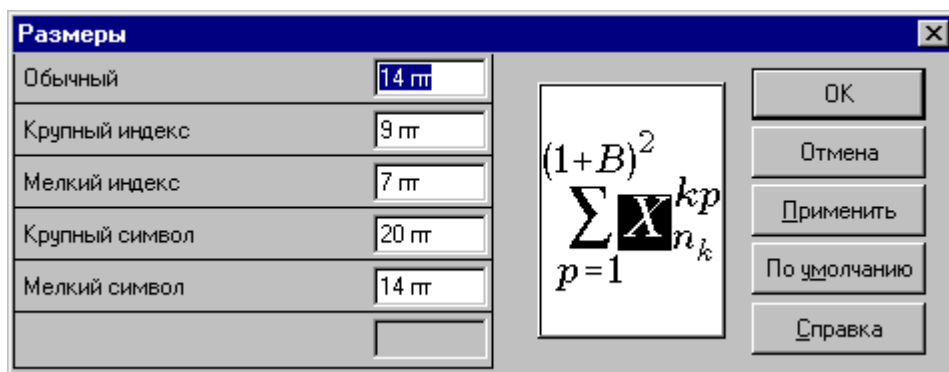 Размеры
Обычный 14 пт
Крупный индекс 9 пт
Мелкий индекс 7 пт
Крупный символ 20 пт
Мелкий символ 14 пт
(1+B)²
∑ X kp
n k
p=1
OK
Отмена
Применить
По умолчанию
Справка